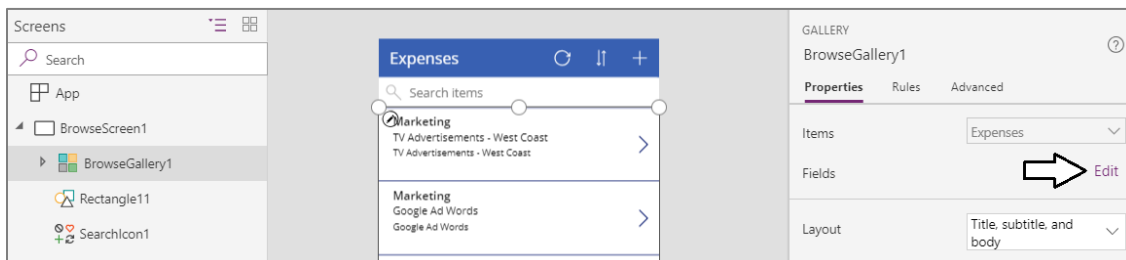 Screens
Search
App
BrowseScreen1
BrowseGallery1
Rectangle11
SearchIcon1
Expenses
Search items
Marketing
TV Advertisements - West Coast
TV Advertisements - West Coast
Marketing
Google Ad Words
Google Ad Words
GALLERY
BrowseGallery1
?
Properties Rules Advanced
Items Expenses
Fields Edit
Layout Title, subtitle, and
body